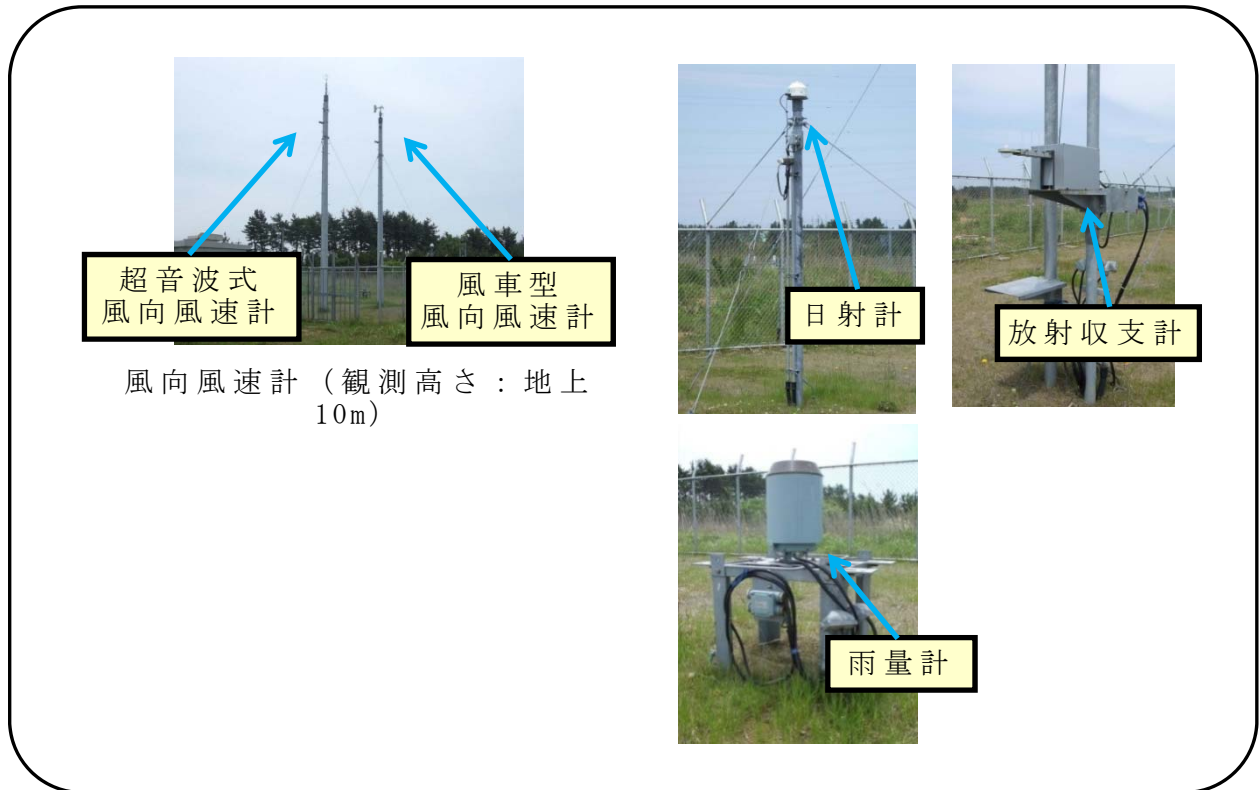 超音波式
風向風速計
風車型
風向風速計
風向風速計（観測高さ：地上
10m)
日射計
放射収支計
雨量計